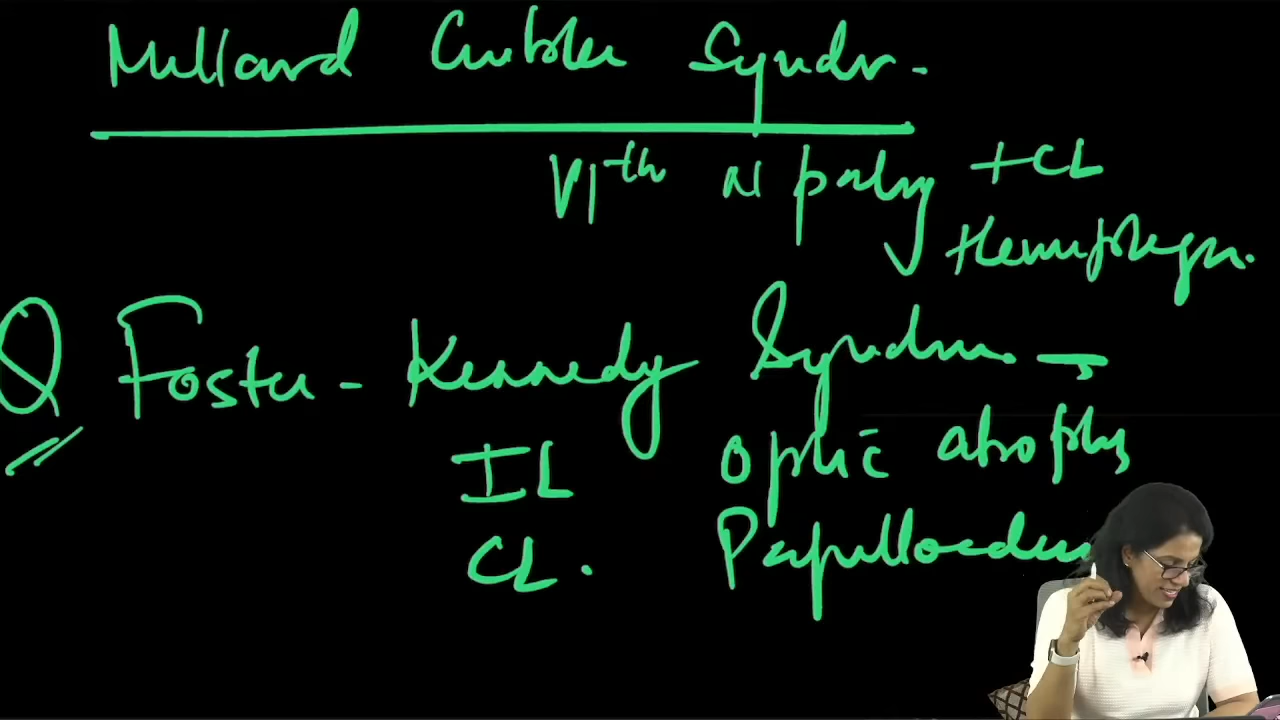 Millard Gubler Syndr.
VIth N palsy + CL
Hemiplegia.
Q Foster - Kennedy Syndrome →
IL Optic atrophy
CL. Papilloedema